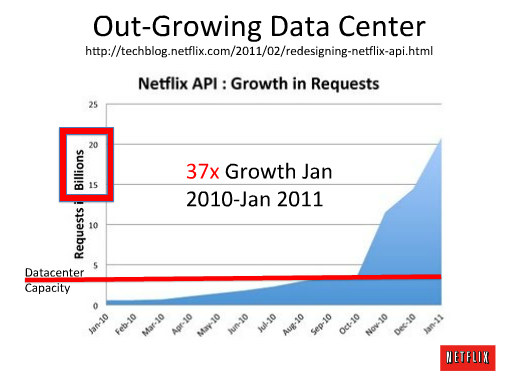 Out-Growing Data Center
http://techblog.netflix.com/2011/02/redesigning-netflix-api.html
Netflix API : Growth in Requests
25
20
15
10
5
0
Requests i Billions
37x Growth Jan
2010-Jan 2011
Datacenter
Capacity
Jan-10
Feb-10
Mar-10
Apr-10
May-10
Jun-10
Jul-10
Aug-10
Sep-10
Oct-10
Nov-10
Dec-10
Jan-11
NETFLIX